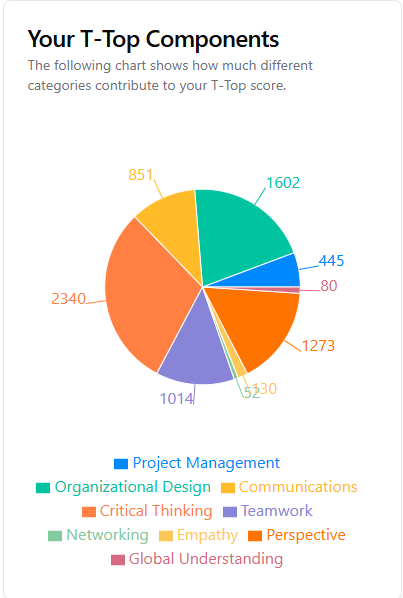 Your T-Top Components
The following chart shows how much different
categories contribute to your T-Top score.
851
1602
445
80
2340
1273
130
52
1014
Project Management
Organizational Design Communications
Critical Thinking Teamwork
Networking Empathy Perspective
Global Understanding